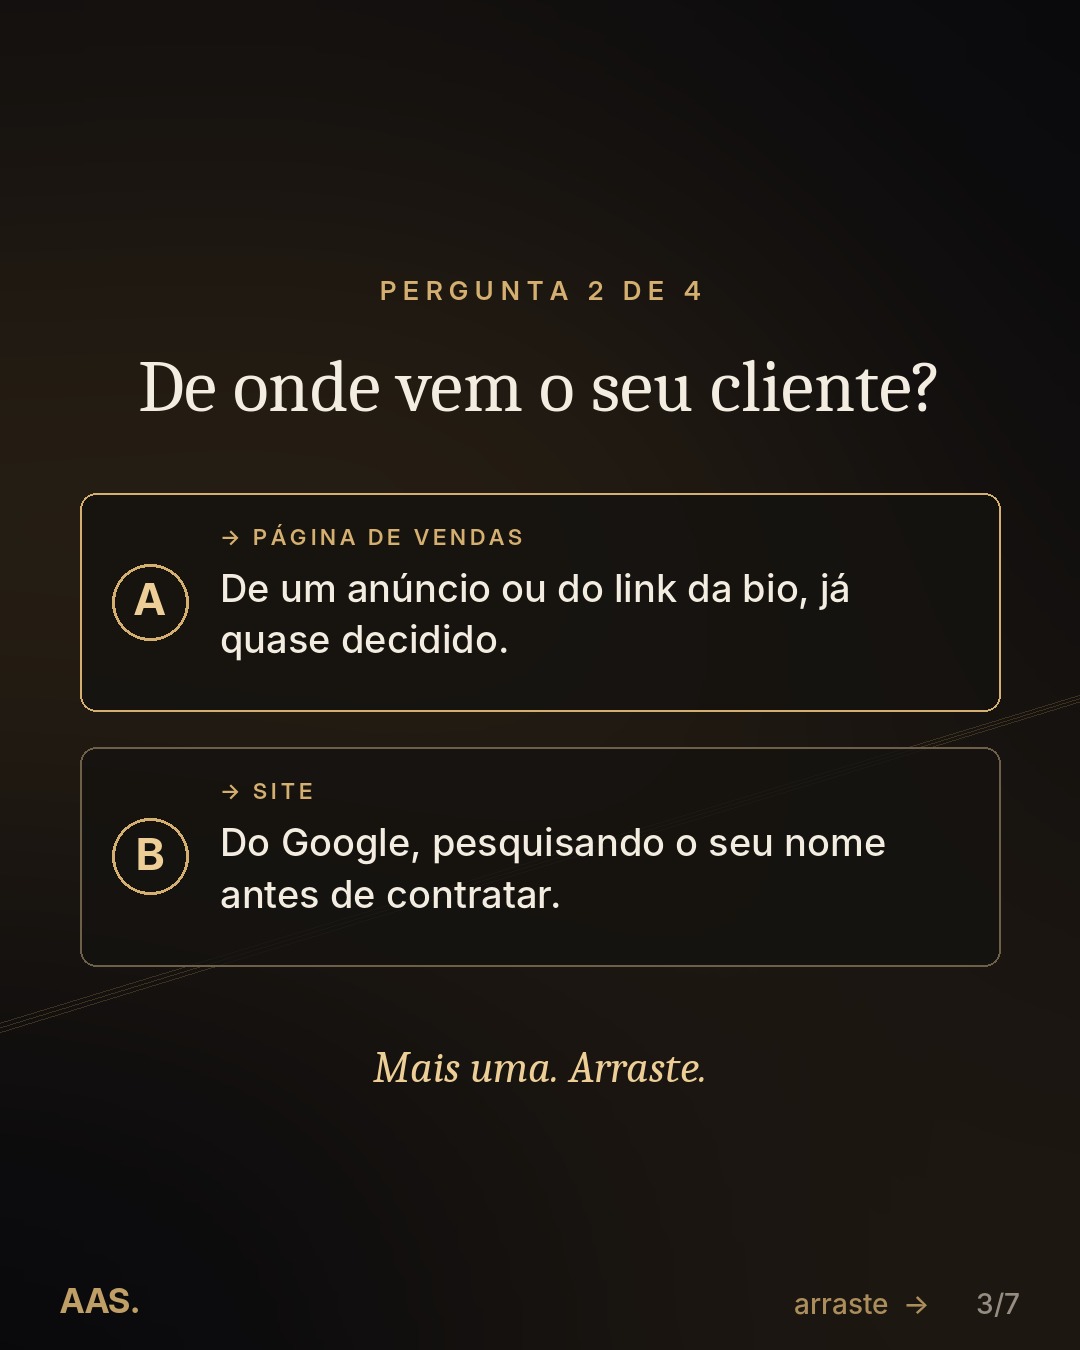 PERGUNTA 2 DE 4
De onde vem o seu cliente?
→ PÁGINA DE VENDAS
A
De um anúncio ou do link da bio, já
quase decidido.
→ SITE
B
Do Google, pesquisando o seu nome
antes de contratar.
Mais uma. Arraste.
AAS.
arraste → 3/7